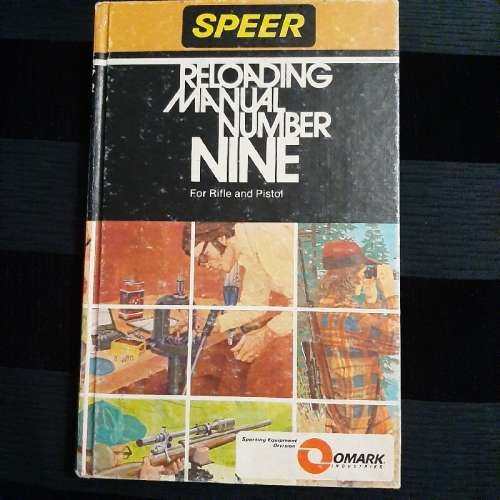 SPEER
RELOADING
MANUAL
NUMBER
NINE
For Rifle and Pistol
Sporting Equipment
Division
OMARK
INDUSTRIES